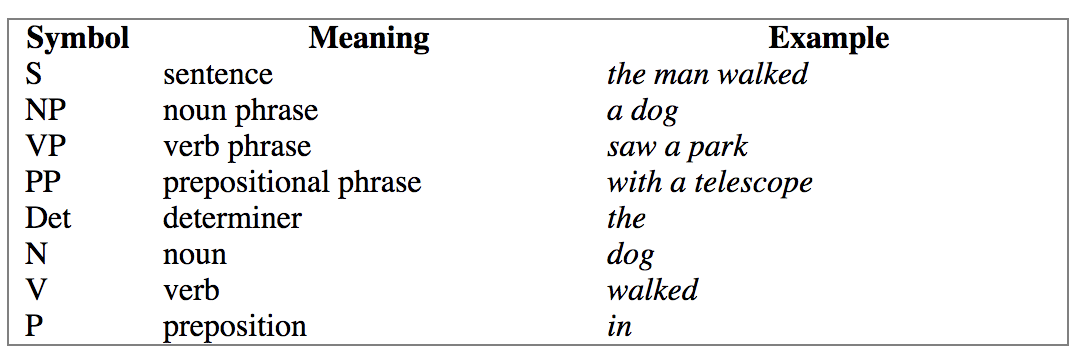 Symbol Meaning Example
S sentence the man walked
NP noun phrase a dog
VP verb phrase saw a park
PP prepositional phrase with a telescope
Det determiner the
N noun dog
V verb walked
P preposition in